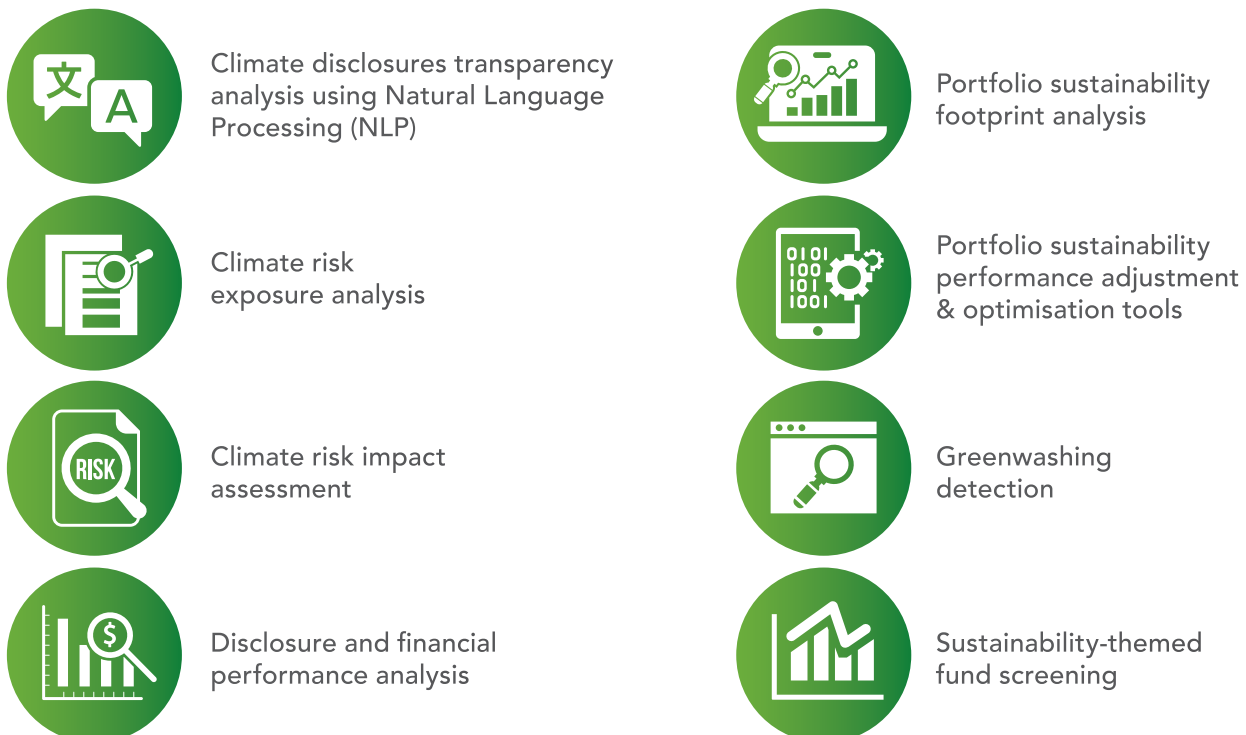 文
A
Climate disclosures transparency
analysis using Natural Language
Processing (NLP)
Climate risk
exposure analysis
RISK
Climate risk impact
assessment
$
Disclosure and financial
performance analysis
Portfolio sustainability
footprint analysis
0101
100
101
1001
Portfolio sustainability
performance adjustment
& optimisation tools
Greenwashing
detection
Sustainability-themed
fund screening